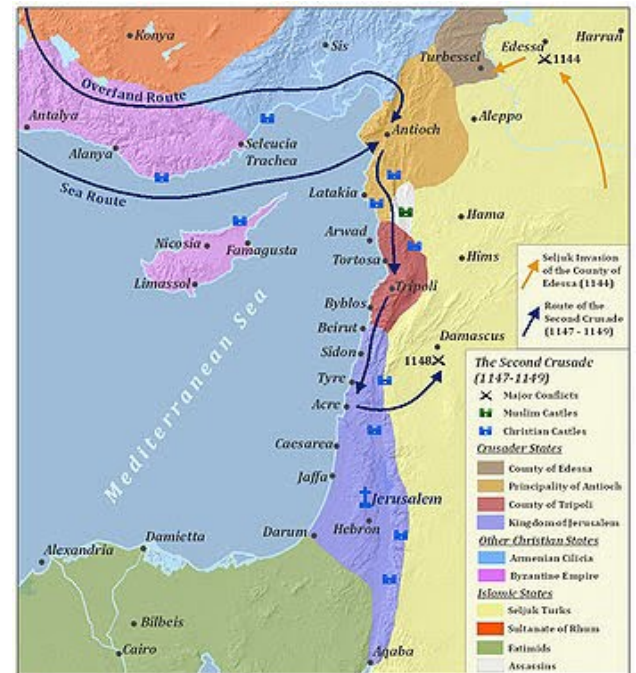 Konya
Sis
Harran
Edessa
Turbessel
1144
Overland Route
Antalya
Aleppo
Antioch
Alanya
Seleucia
Trachea
Sea Route
Latakia
Hama
Arwad
Nicosia
Famagusta
Tortosa
Hims
Limassol
Tripoli
Byblos
Beirut
Damascus
Sidon
1148
Tyre
Acre
Mediterranean Sea
Caesarea
Jaffa
Jerusalem
Darum
Hebron
Damietta
Alexandria
Bilbeis
Cairo
Aqaba
Seljuk Invasion
of the County of
Edessa (1144)
Route of the
Second Crusade
(1147 - 1149)
The Second Crusade
(1147-1149)
Major Conflicts
Muslim Castles
Christian Castles
Crusader States
County of Edessa
Principality of Antioch
County of Tripoli
Kingdom of Jerusalem
Other Christian States
Armenian Cilicia
Byzantine Empire
Islamic States
Seljuk Turks
Sultanate of Rhum
Fatimids
Assassins